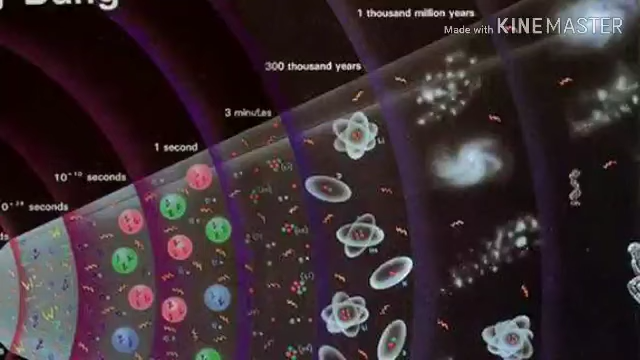 Bang
1 thousand million years
Made with KINEMASTER
300 thousand years
3 minutes
1 second
10⁻¹⁰ seconds
seconds